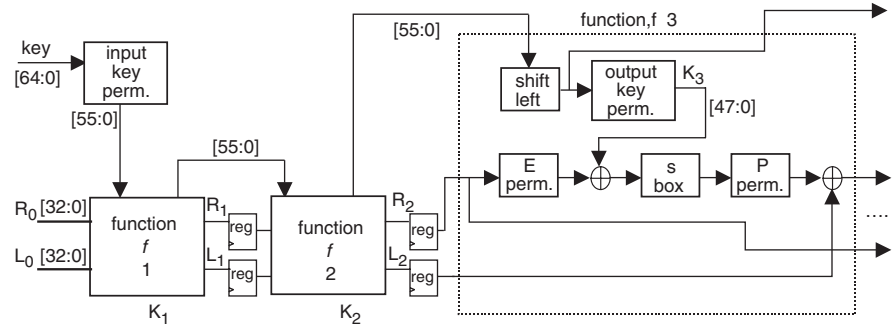 key
[64:0]
input
key
perm.
[55:0]
[55:0]
[55:0]
function,f 3
shift
left
output
key
perm.
K3
[47:0]
E
perm.
s
box
P
perm.
R0 [32:0]
L0 [32:0]
function
f
1
K1
R1
reg
L1
reg
function
f
2
K2
R2
reg
L2
reg
....